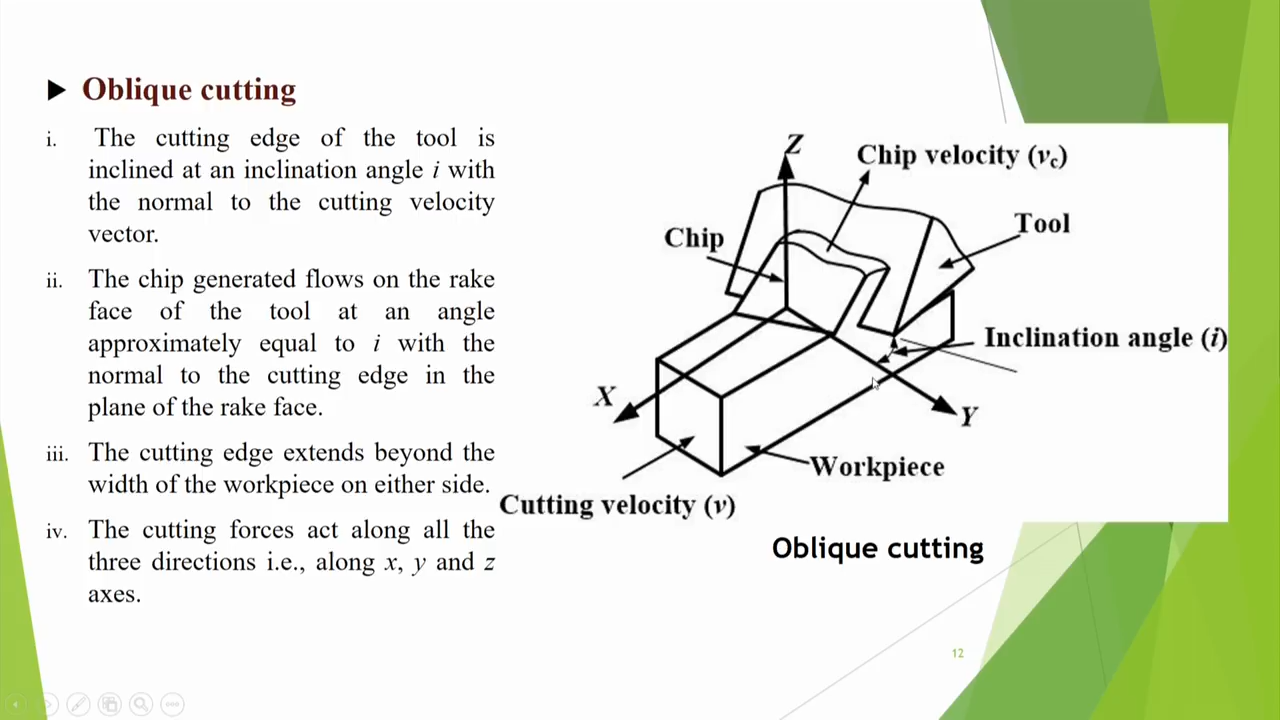 Oblique cutting
i. The cutting edge of the tool is
inclined at an inclination angle i with
the normal to the cutting velocity
vector.
ii. The chip generated flows on the rake
face of the tool at an angle
approximately equal to i with the
normal to the cutting edge in the
plane of the rake face.
iii. The cutting edge extends beyond the
width of the workpiece on either side.
iv. The cutting forces act along all the
three directions i.e., along x, y and z
axes.
Z
Chip velocity (vc)
Chip
Tool
Inclination angle (i)
X
Y
Workpiece
Cutting velocity (v)
Oblique cutting
12